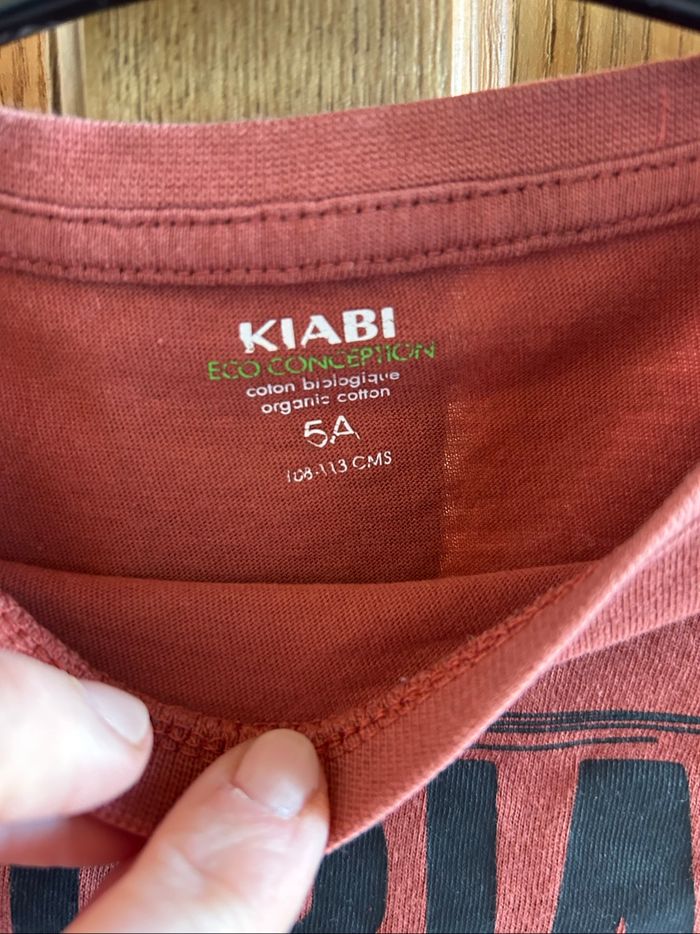 KIABI
ECO CONCEPTION
coton biologique
organic cotton
5A
108-113 CMS